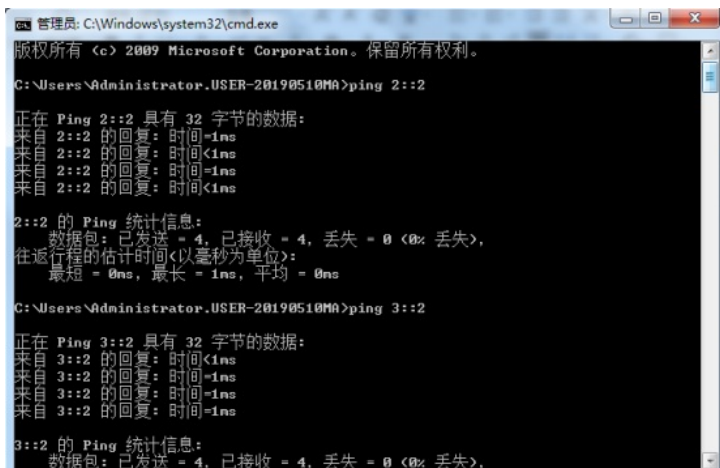 管理员: C:\Windows\system32\cmd.exe
版权所有 (c) 2009 Microsoft Corporation。保留所有权利。
C:\Users\Administrator.USER-20190510MA>ping 2::2
正在 Ping 2::2 具有 32 字节的数据:
来自 2::2 的回复: 时间=1ms
来自 2::2 的回复: 时间<1ms
来自 2::2 的回复: 时间=1ms
来自 2::2 的回复: 时间<1ms
2::2 的 Ping 统计信息:
数据包: 已发送 = 4，已接收 = 4，丢失 = 0 (0% 丢失)，
往返行程的估计时间(以毫秒为单位):
最短 = 0ms，最长 = 1ms，平均 = 0ms
C:\Users\Administrator.USER-20190510MA>ping 3::2
正在 Ping 3::2 具有 32 字节的数据:
来自 3::2 的回复: 时间<1ms
来自 3::2 的回复: 时间=1ms
来自 3::2 的回复: 时间=1ms
来自 3::2 的回复: 时间=1ms
3::2 的 Ping 统计信息:
数据包: 已发送 = 4，已接收 = 4，丢失 = 0 (0% 丢失)，